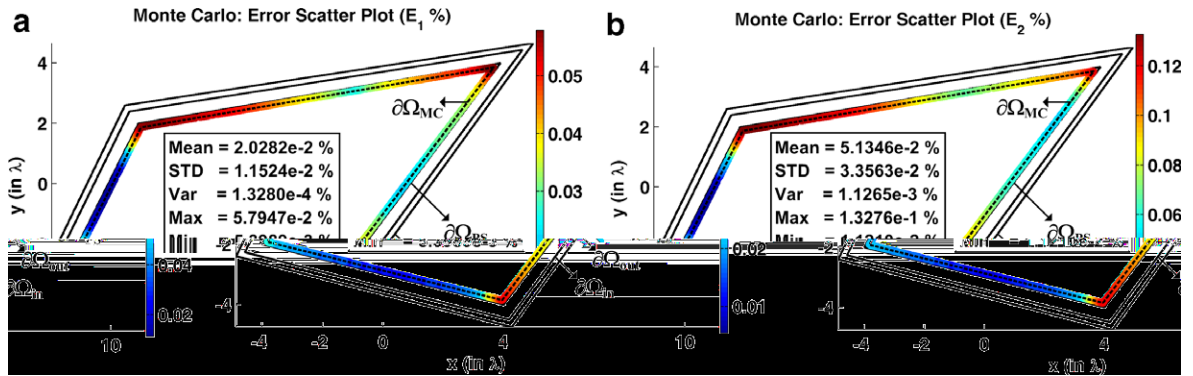 a
Monte Carlo: Error Scatter Plot (E1 %)
4
2
0
y (in λ)
∂ΩMC
Mean = 2.0282e-2 %
STD = 1.1524e-2 %
Var = 1.3280e-4 %
Max = 5.7947e-2 %
Min
0.05
0.04
0.03
∂Ωout
∂Ωin
0.04
0.02
10
-2
-4
-4
-2
0
4
x (in λ)
b
Monte Carlo: Error Scatter Plot (E2 %)
4
2
0
y (in λ)
∂ΩMC
Mean = 5.1346e-2 %
STD = 3.3563e-2 %
Var = 1.1265e-3 %
Max = 1.3276e-1 %
0.12
0.10
0.08
0.06
∂Ωout
∂Ωin
0.02
0.01
10
-2
-4
-4
-2
0
4
x (in λ)